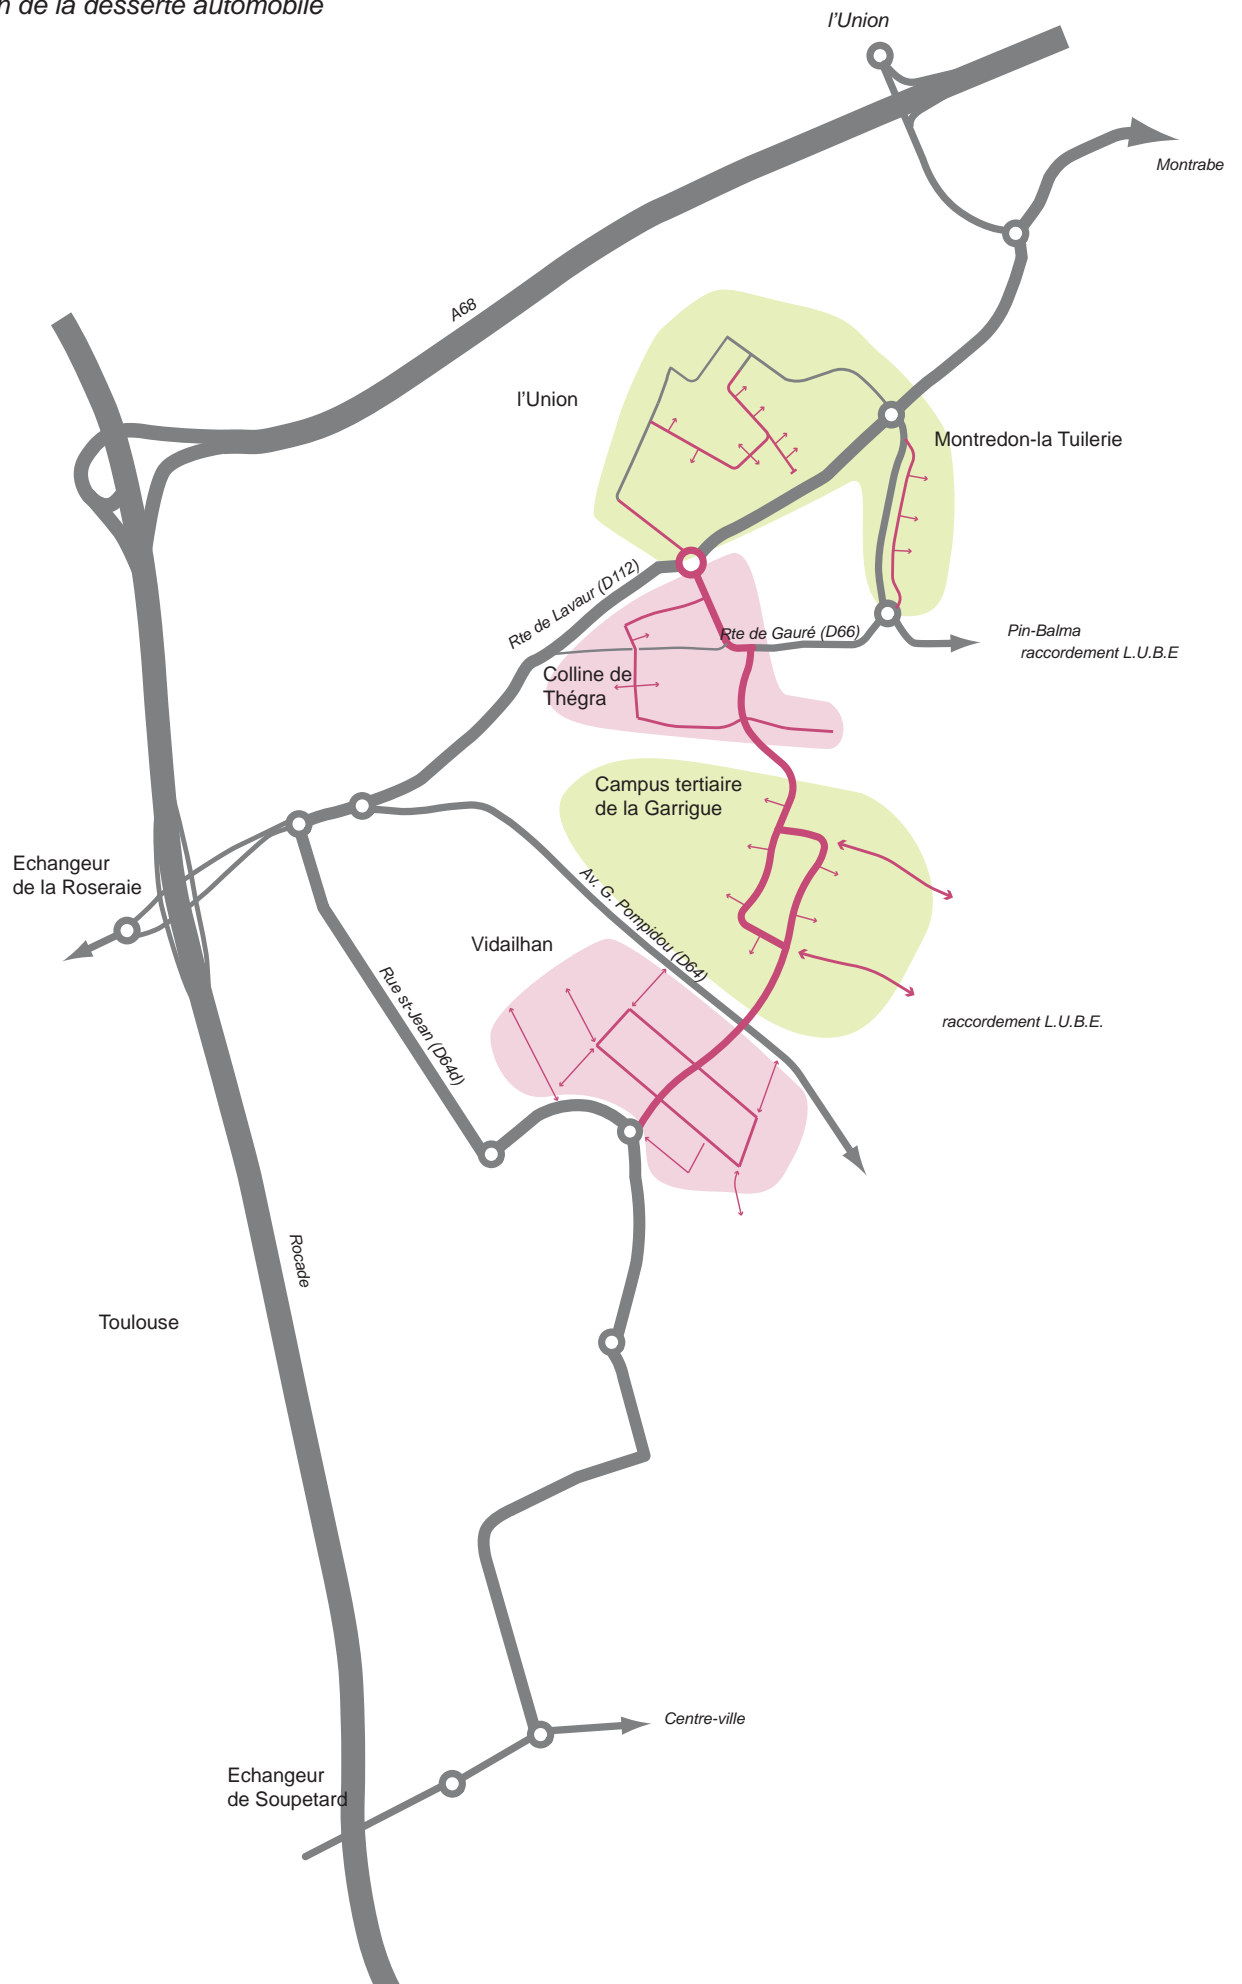 de la desserte automobile
l'Union
Montrabe
A68
l'Union
Montredon-la Tuilerie
Rte de Lavaur (D112)
Rte de Gauré (D66)
Pin-Balma
raccordement L.U.B.E
Colline de
Thégra
Campus tertiaire
de la Garrigue
Echangeur
de la Roseraie
Av. G. Pompidou (D64)
Vidailhan
Rue st-Jean (D64d)
raccordement L.U.B.E.
Rocade
Toulouse
Centre-ville
Echangeur
de Soupetard